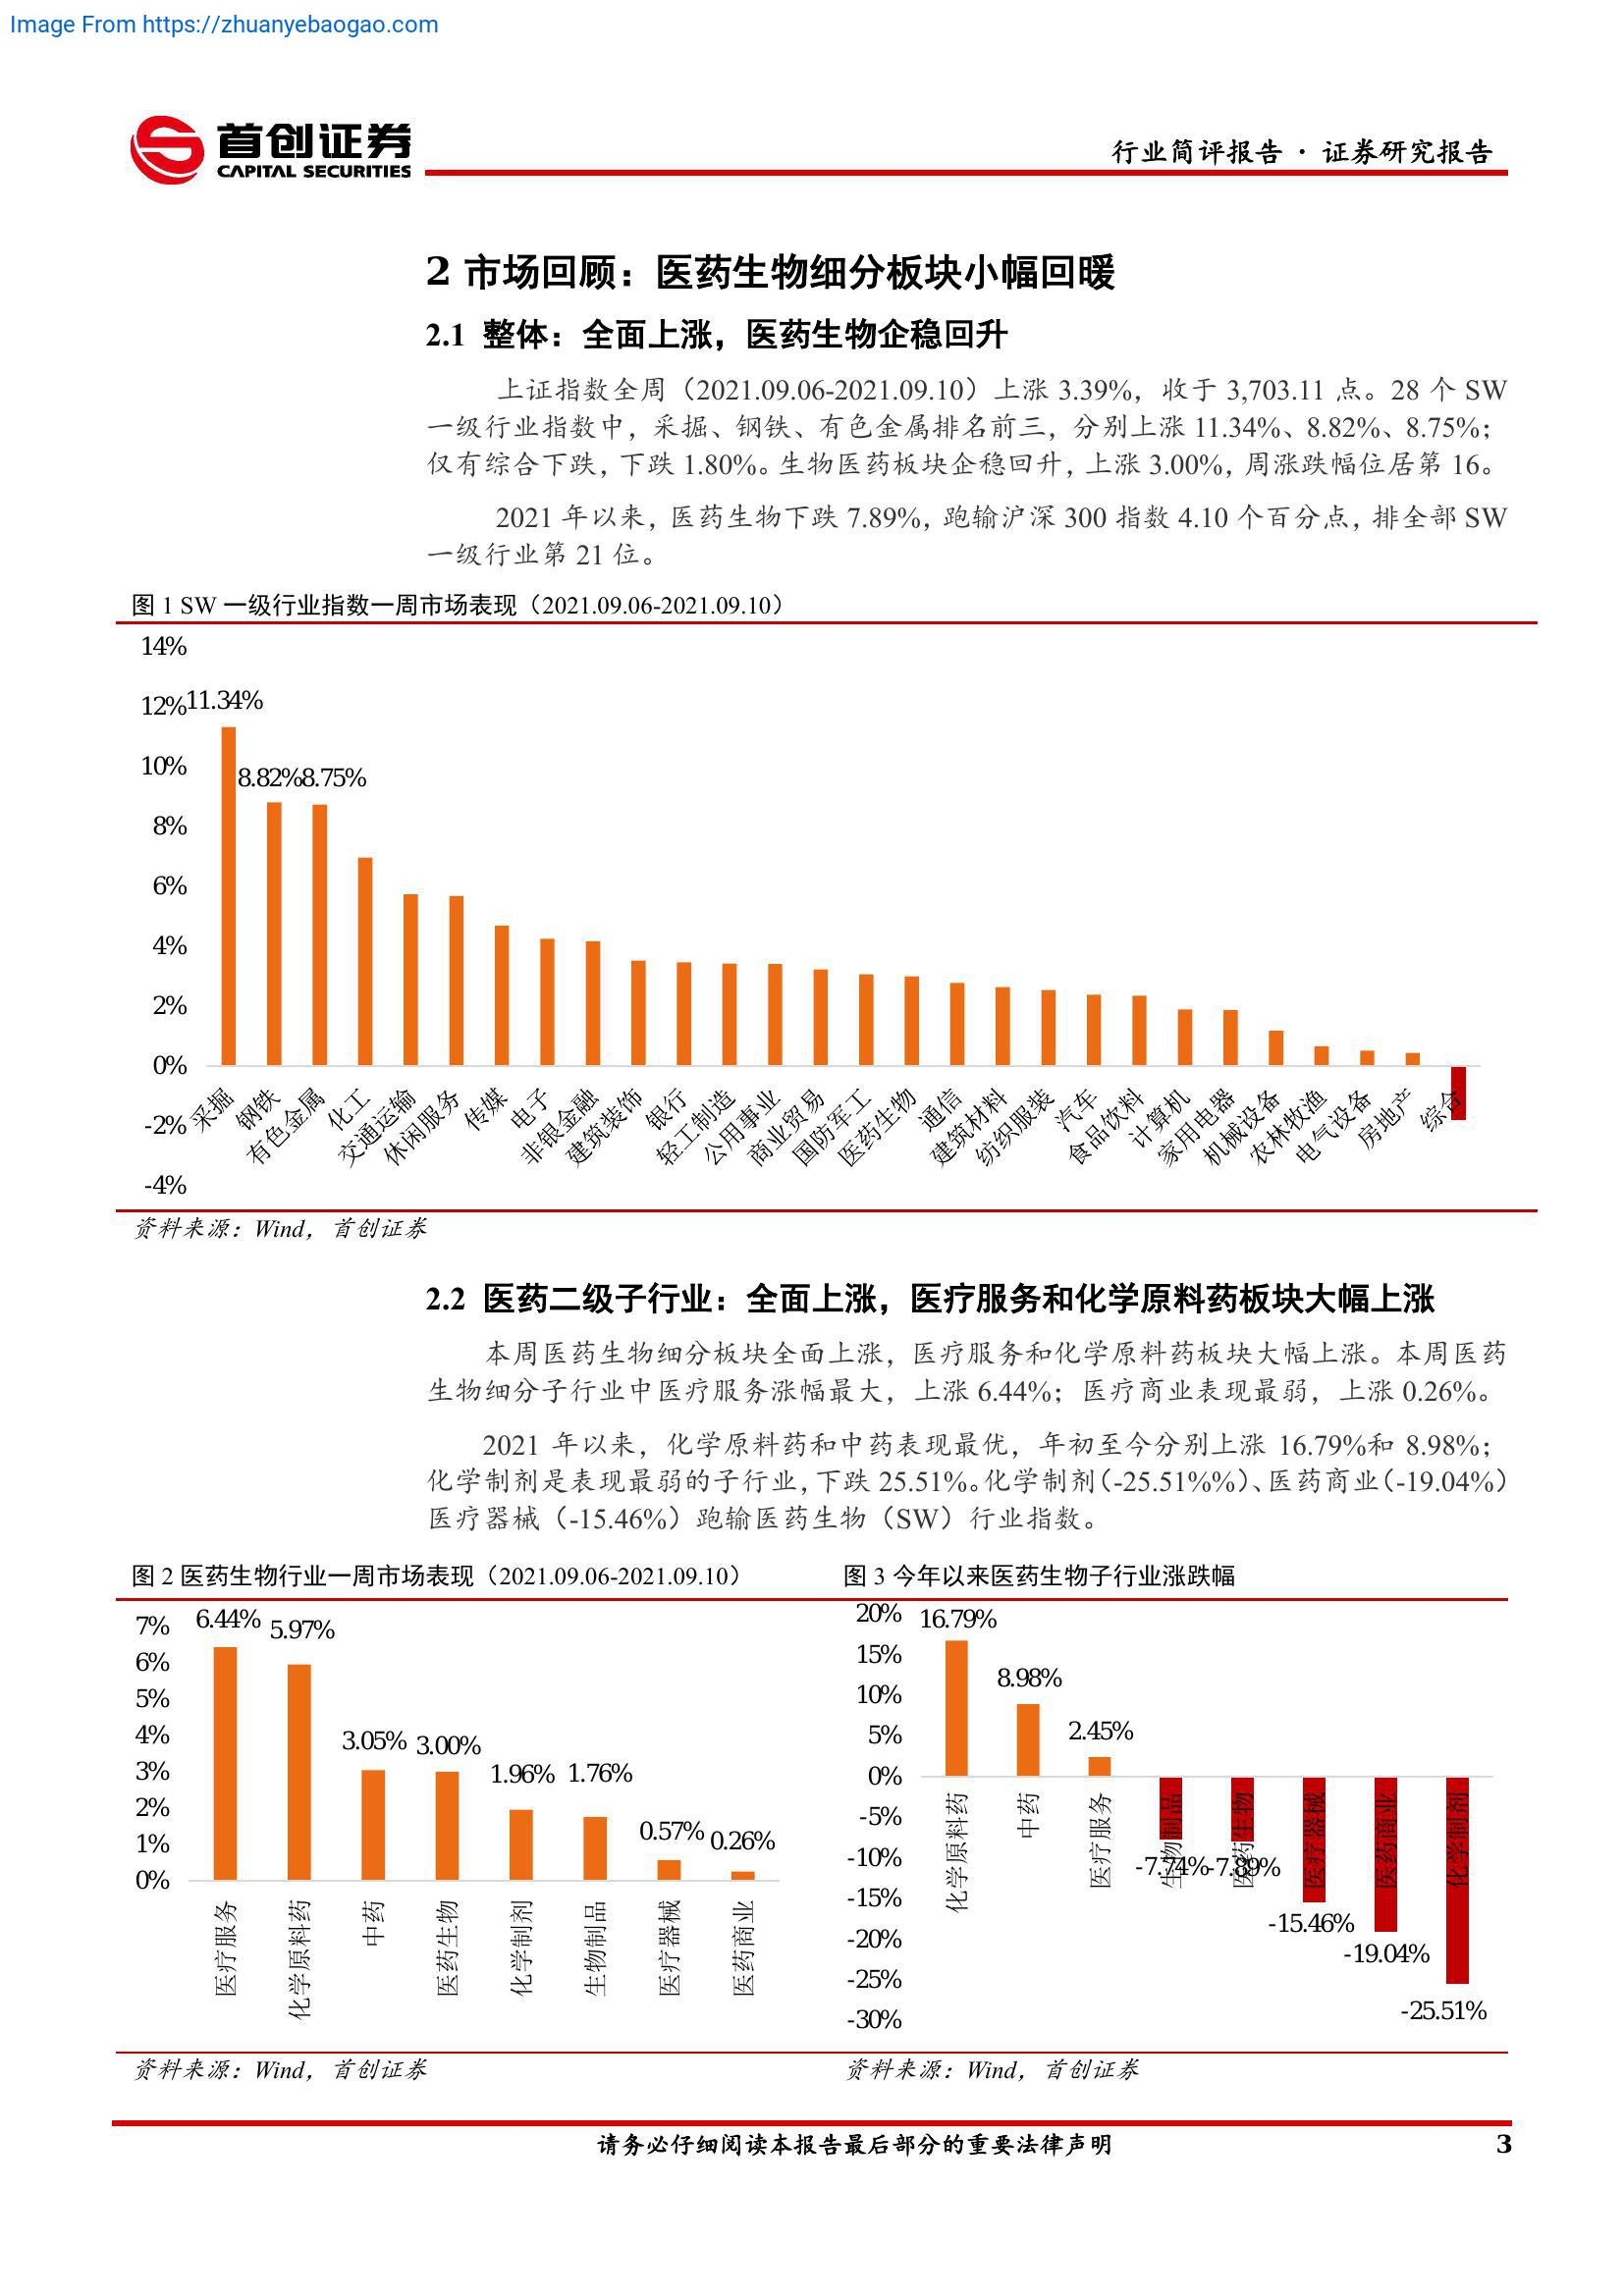 Image From https://zhuanyebaogao.com
首创证券
CAPITAL SECURITIES
行业简评报告 · 证券研究报告
2 市场回顾：医药生物细分板块小幅回暖
2.1 整体：全面上涨，医药生物企稳回升
上证指数全周（2021.09.06-2021.09.10）上涨 3.39%，收于 3,703.11 点。28 个 SW
一级行业指数中，采掘、钢铁、有色金属排名前三，分别上涨 11.34%、8.82%、8.75%；
仅有综合下跌，下跌 1.80%。生物医药板块企稳回升，上涨 3.00%，周涨跌幅位居第 16。
2021 年以来，医药生物下跌 7.89%，跑输沪深 300 指数 4.10 个百分点，排全部 SW
一级行业第 21 位。
图 1 SW 一级行业指数一周市场表现（2021.09.06-2021.09.10）
14%
12%
10%
8%
6%
4%
2%
0%
-2%
-4%
11.34%
8.82%
8.75%
采掘
钢铁
有色金属
化工
交通运输
休闲服务
传媒
电子
非银金融
建筑装饰
银行
轻工制造
公用事业
商业贸易
国防军工
医药生物
通信
建筑材料
纺织服装
汽车
食品饮料
计算机
家用电器
机械设备
农林牧渔
电气设备
房地产
综合
资料来源：Wind，首创证券
2.2 医药二级子行业：全面上涨，医疗服务和化学原料药板块大幅上涨
本周医药生物细分板块全面上涨，医疗服务和化学原料药板块大幅上涨。本周医药
生物细分子行业中医疗服务涨幅最大，上涨 6.44%；医疗商业表现最弱，上涨 0.26%。
2021 年以来，化学原料药和中药表现最优，年初至今分别上涨 16.79%和 8.98%；
化学制剂是表现最弱的子行业，下跌 25.51%。化学制剂（-25.51%%）、医药商业（-19.04%）
医疗器械（-15.46%）跑输医药生物（SW）行业指数。
图 2 医药生物行业一周市场表现（2021.09.06-2021.09.10）
7%
6%
5%
4%
3%
2%
1%
0%
6.44%
5.97%
3.05%
3.00%
1.96%
1.76%
0.57%
0.26%
医疗服务
化学原料药
中药
医药生物
化学制剂
生物制品
医疗器械
医药商业
资料来源：Wind，首创证券
图 3 今年以来医药生物子行业涨跌幅
20%
15%
10%
5%
0%
-5%
-10%
-15%
-20%
-25%
-30%
16.79%
8.98%
2.45%
-7.74%
-7.89%
-15.46%
-19.04%
-25.51%
化学原料药
中药
医疗服务
生物制品
医药生物
医疗器械
医药商业
化学制剂
资料来源：Wind，首创证券
请务必仔细阅读本报告最后部分的重要法律声明
3